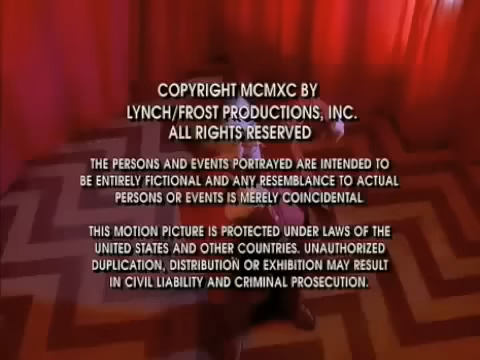 COPYRIGHT MCMXC BY
LYNCH/FROST PRODUCTIONS, INC.
ALL RIGHTS RESERVED
THE PERSONS AND EVENTS PORTRAYED ARE INTENDED TO
BE ENTIRELY FICTIONAL AND ANY RESEMBLANCE TO ACTUAL
PERSONS OR EVENTS IS MERELY COINCIDENTAL
THIS MOTION PICTURE IS PROTECTED UNDER LAWS OF THE
UNITED STATES AND OTHER COUNTRIES. UNAUTHORIZED
DUPLICATION, DISTRIBUTION OR EXHIBITION MAY RESULT
IN CIVIL LIABILITY AND CRIMINAL PROSECUTION.